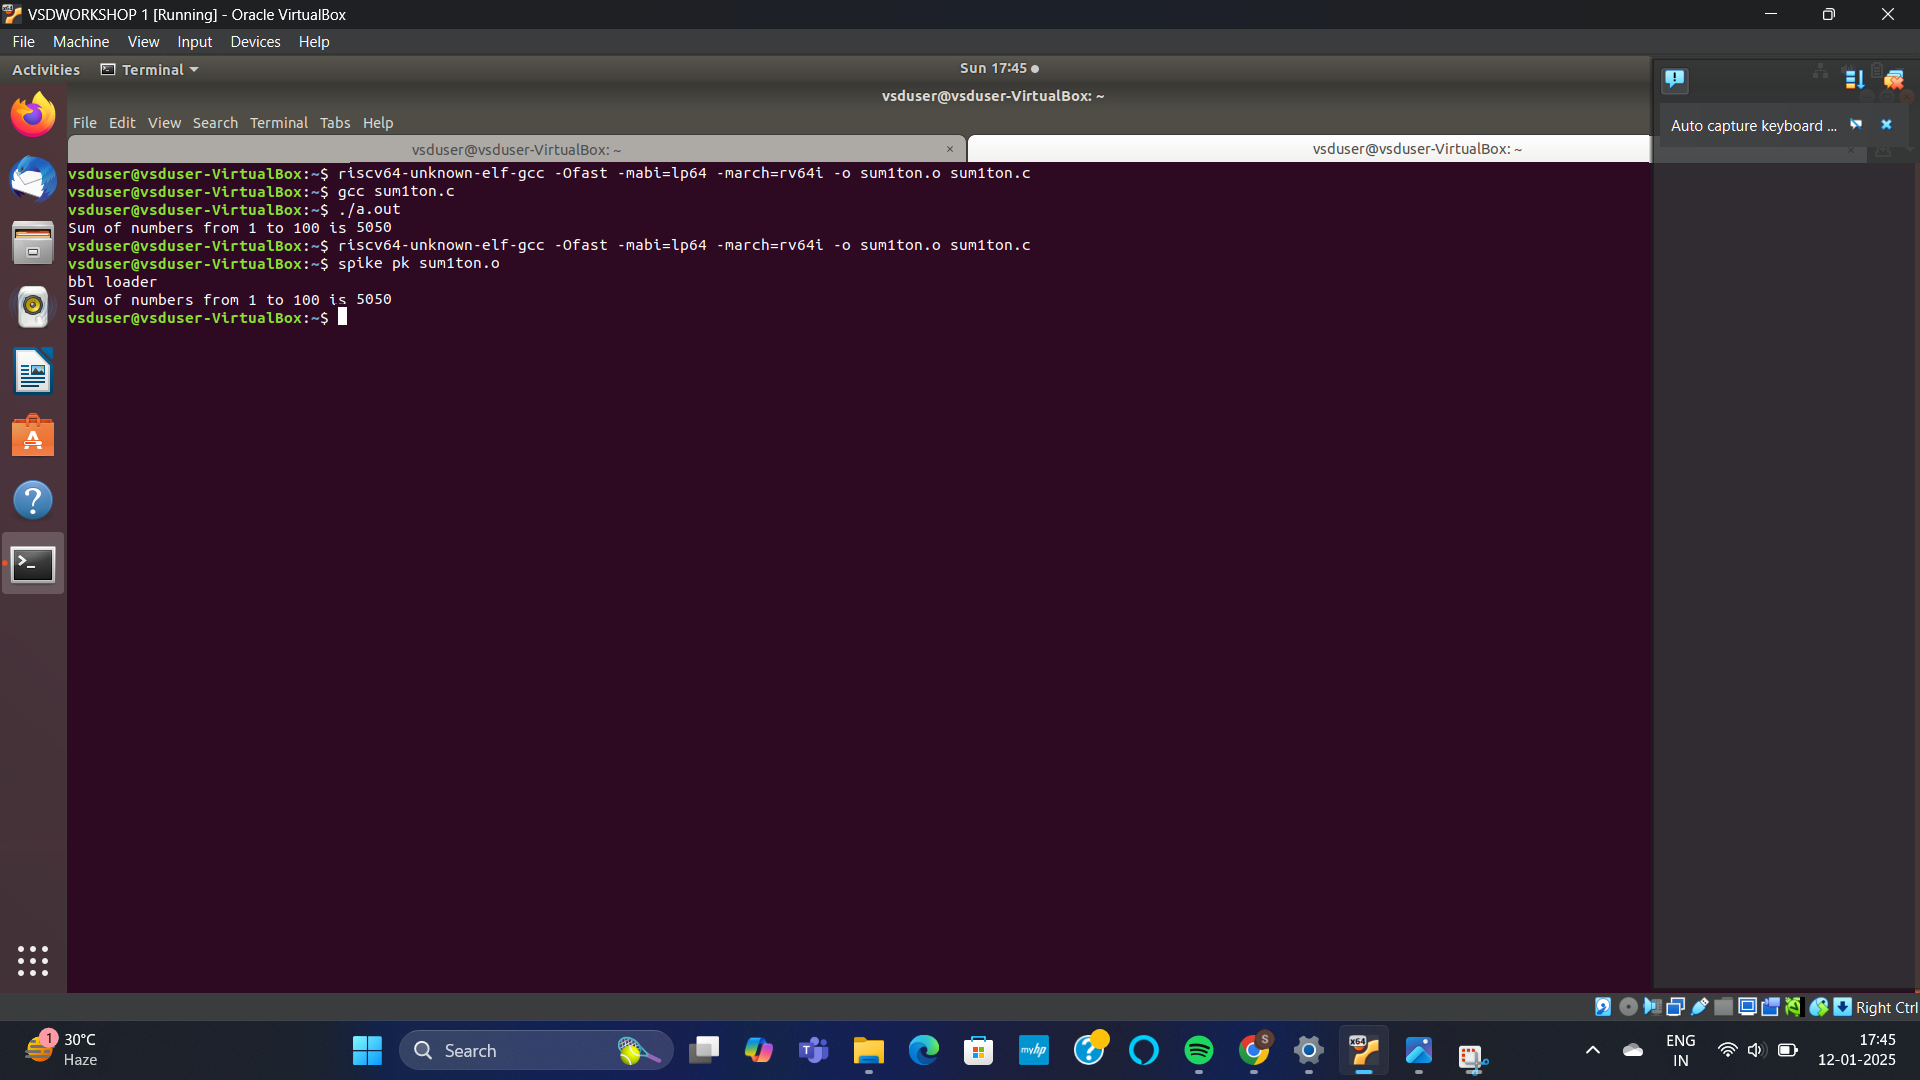 VSDWORKSHOP 1 [Running] - Oracle VirtualBox
File Machine View Input Devices Help
Activities Terminal Sun 17:45
vsduser@vsduser-VirtualBox: ~
File Edit View Search Terminal Tabs Help
Auto capture keyboard ...
vsduser@vsduser-VirtualBox: ~ × vsduser@vsduser-VirtualBox: ~
vsduser@vsduser-VirtualBox:~$ riscv64-unknown-elf-gcc -Ofast -mabi=lp64 -march=rv64i -o sum1ton.o sum1ton.c
vsduser@vsduser-VirtualBox:~$ gcc sum1ton.c
vsduser@vsduser-VirtualBox:~$ ./a.out
Sum of numbers from 1 to 100 is 5050
vsduser@vsduser-VirtualBox:~$ riscv64-unknown-elf-gcc -Ofast -mabi=lp64 -march=rv64i -o sum1ton.o sum1ton.c
vsduser@vsduser-VirtualBox:~$ spike pk sum1ton.o
bbl loader
Sum of numbers from 1 to 100 is 5050
vsduser@vsduser-VirtualBox:~$
Right Ctrl
1
30°C
Haze
Search
myhp
S
x64
ENG
IN
17:45
12-01-2025